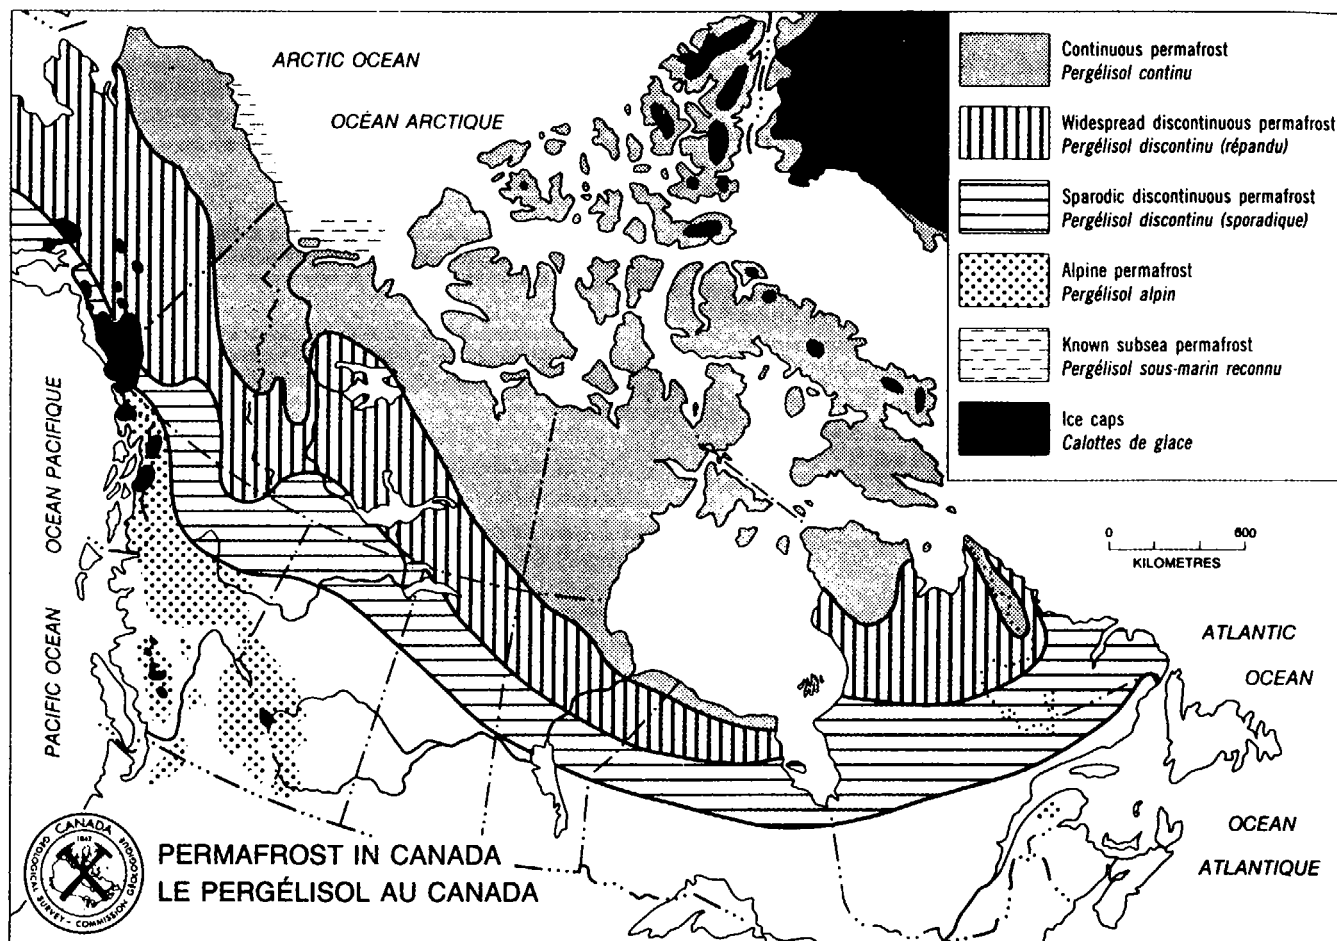 ARCTIC OCEAN
OCÉAN ARCTIQUE
Continuous permafrost
Pergélisol continu
Widespread discontinuous permafrost
Pergélisol discontinu (répandu)
Sparodic discontinuous permafrost
Pergélisol discontinu (sporadique)
Alpine permafrost
Pergélisol alpin
Known subsea permafrost
Pergélisol sous-marin reconnu
Ice caps
Calottes de glace
OCEAN PACIFIQUE
PACIFIC OCEAN
0 600
KILOMETRES
ATLANTIC
OCEAN
OCEAN
ATLANTIQUE
CANADA
1842
GEOLOGICAL SURVEY - COMMISSION GÉOLOGIQUE
PERMAFROST IN CANADA
LE PERGÉLISOL AU CANADA